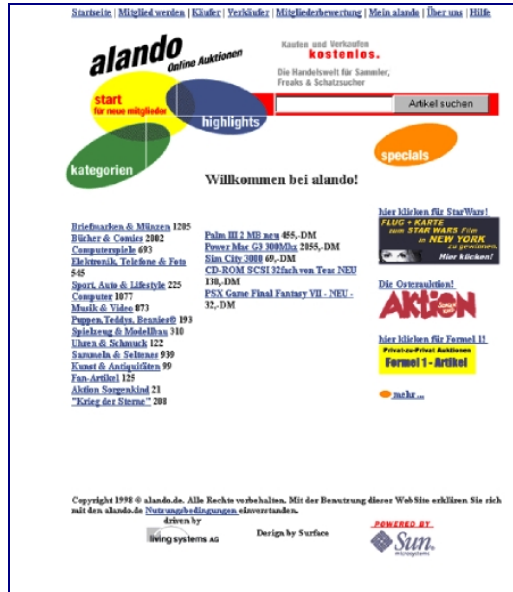 Startseite | Mitglied werden | Käufer | Verkäufer | Mitgliederbewertung | Mein alando | Über uns | Hilfe
alando
Online Auktionen
Kaufen und Verkaufen
kostenlos.
Die Handelswelt für Sammler,
Freaks & Schatzsucher
start
für neue mitglieder
highlights
Artikel suchen
kategorien
specials
Willkommen bei alando!
Briefmarken & Münzen 1205
Bücher & Comics 2002
Computerspiele 693
Elektronik, Telefone & Foto
545
Sport, Auto & Lifestyle 225
Computer 1077
Musik & Video 873
Puppen,Teddys, Beanies® 193
Spielzeug & Modellbau 310
Uhren & Schmuck 122
Sammeln & Seltenes 939
Kunst & Antiquitäten 99
Fan-Artikel 125
Aktion Sorgenkind 21
"Krieg der Sterne" 208
Palm III 2 MB neu 455,-DM
Power Mac G3 300Mhz 2055,-DM
Sim City 3000 69,-DM
CD-ROM SCSI 32fach von Teac NEU
130,-DM
PSX Game Final Fantasy VII - NEU -
32,-DM
hier klicken für StarWars!
FLUG + KARTE
zum STAR WARS Film
in NEW YORK
zu gewinnen.
Hier klicken!
Die Osterauktion!
AKtiON
hier klicken für Formel 1!
Privat-zu-Privat Auktionen
Formel 1 - Artikel
mehr ...
Copyright 1998 © alando.de. Alle Rechte vorbehalten. Mit der Benutzung dieser WebSite erklären Sie sich
mit den alando.de Nutzungsbedingungen einverstanden.
driven by
living systems AG
Design by Surface
POWERED BY
Sun
microsystems